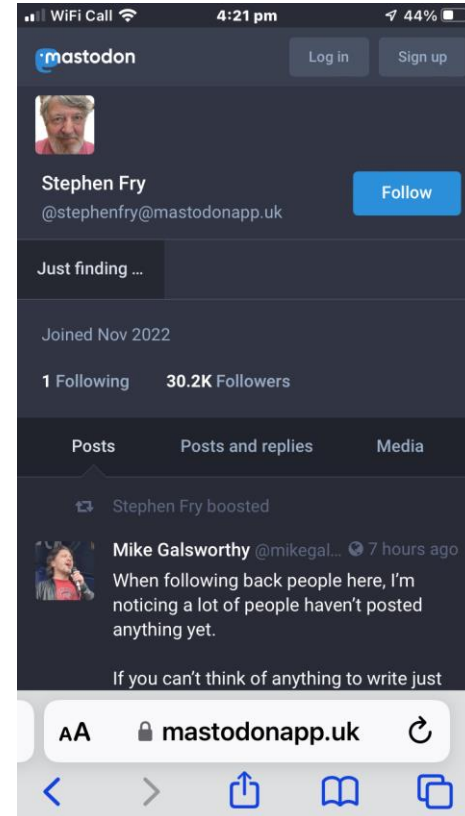 WiFi Call 4:21 pm 44%
mastodon Log in Sign up
Stephen Fry
@stephenfry@mastodonapp.uk
Follow
Just finding ...
Joined Nov 2022
1 Following 30.2K Followers
Posts Posts and replies Media
Stephen Fry boosted
Mike Galsworthy @mikegal... 7 hours ago
When following back people here, I'm
noticing a lot of people haven't posted
anything yet.
If you can't think of anything to write just
AA mastodonapp.uk